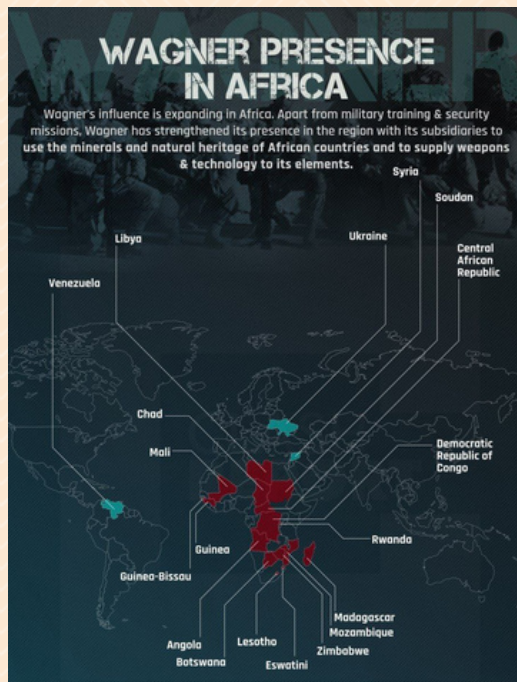 WAGNER
WAGNER PRESENCE
IN AFRICA
Wagner's influence is expanding in Africa. Apart from military training & security
missions, Wagner has strengthened its presence in the region with its subsidiaries to
use the minerals and natural heritage of African countries and to supply weapons
& technology to its elements.
Syria
Soudan
Libya
Ukraine
Central
African
Republic
Venezuela
Chad
Mali
Democratic
Republic of
Congo
Rwanda
Guinea
Guinea-Bissau
Madagascar
Mozambique
Zimbabwe
Angola
Lesotho
Botswana
Eswatini